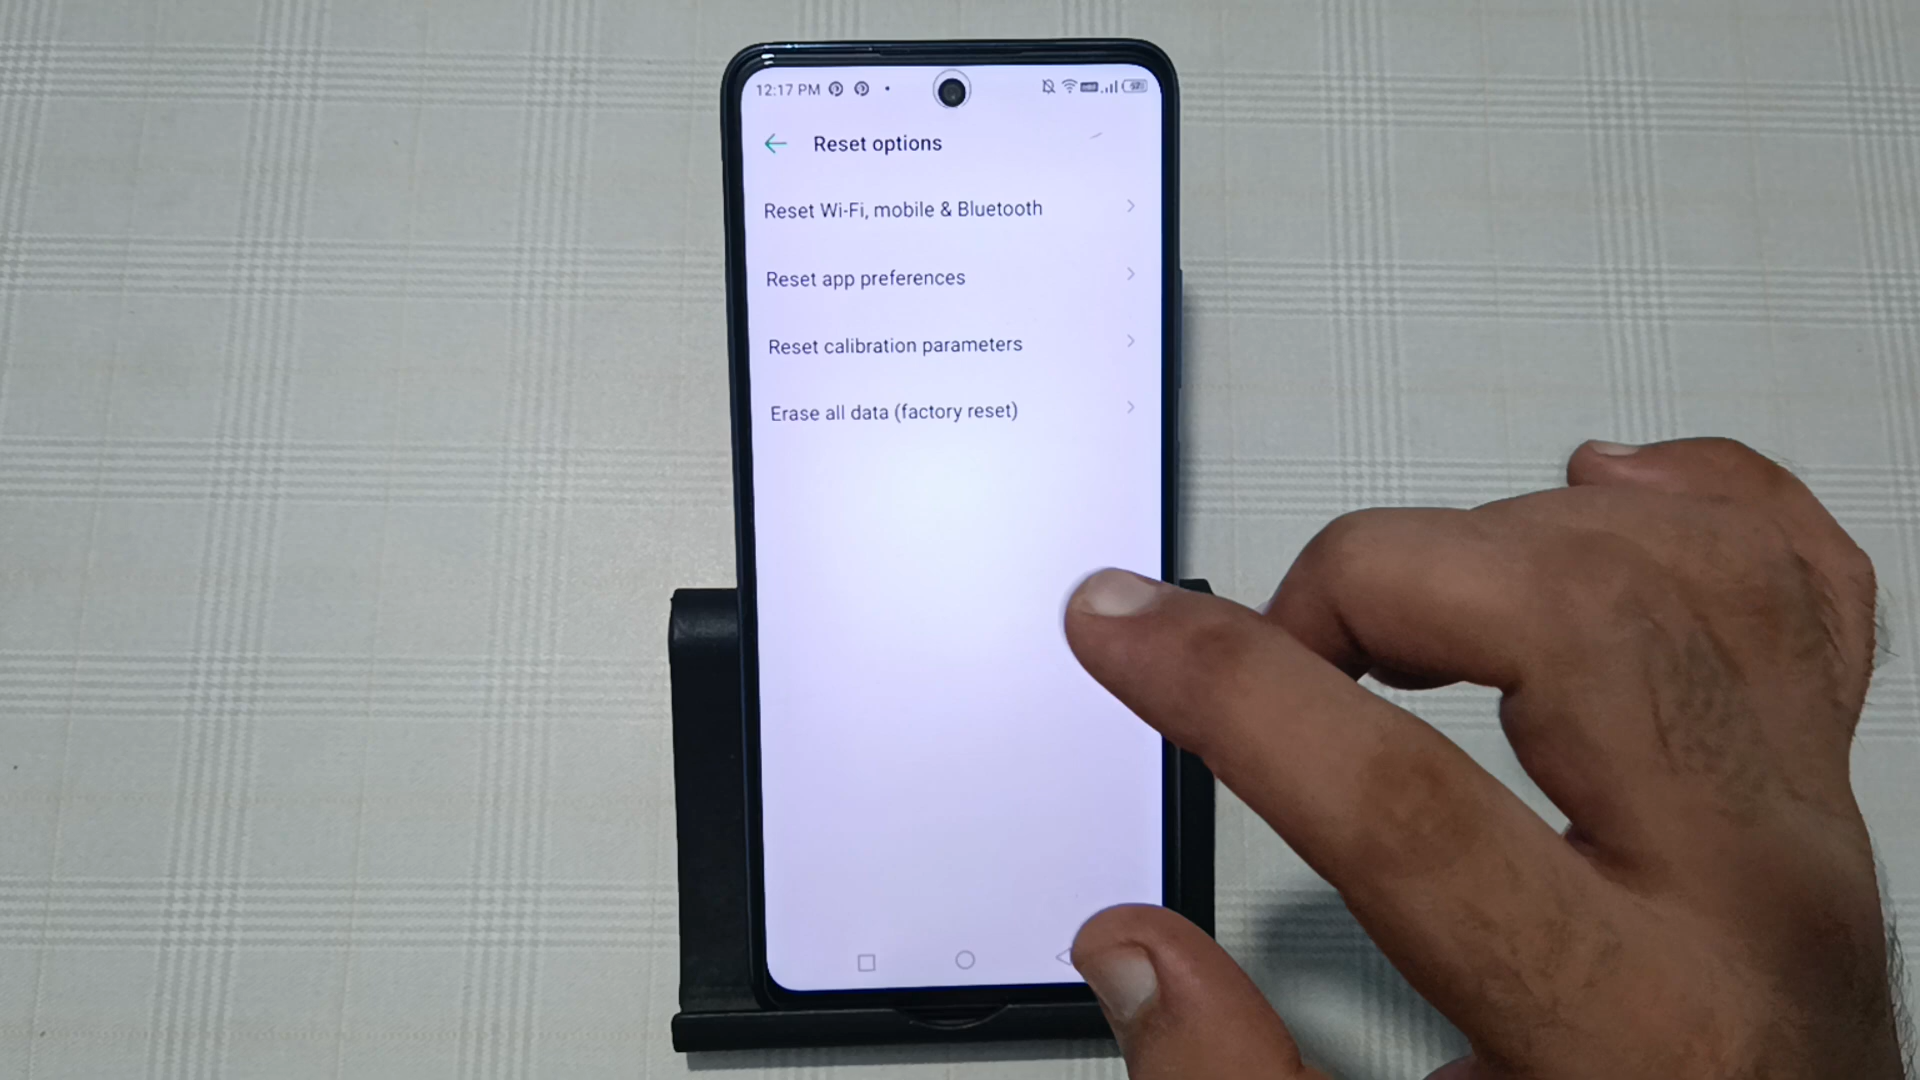 12:17 PM
Reset options
Reset Wi-Fi, mobile & Bluetooth
Reset app preferences
Reset calibration parameters
Erase all data (factory reset)